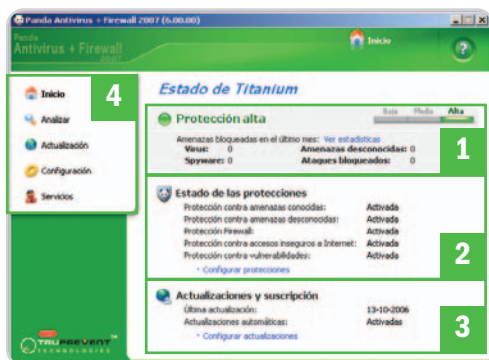 Panda Antivirus + Firewall 2007 (6.00.00)
Panda
Antivirus + Firewall
2007
Inicio
?
Inicio
Analizar
Actualización
Configuración
Servicios
4
Estado de Titanium
Protección alta
Baja Media Alta
Amenazas bloqueadas en el último mes: Ver estadísticas
Virus: 0 Amenazas desconocidas: 0
Spyware: 0 Ataques bloqueados: 0
1
Estado de las protecciones
Protección contra amenazas conocidas: Activada
Protección contra amenazas desconocidas: Activada
Protección Firewall: Activada
Protección contra accesos inseguros a Internet: Activada
Protección contra vulnerabilidades: Activada
Configurar protecciones
2
Actualizaciones y suscripción
Última actualización: 13-10-2006
Actualizaciones automáticas: Activadas
Configurar actualizaciones
3
TRUPREVENT™
TECHNOLOGIES